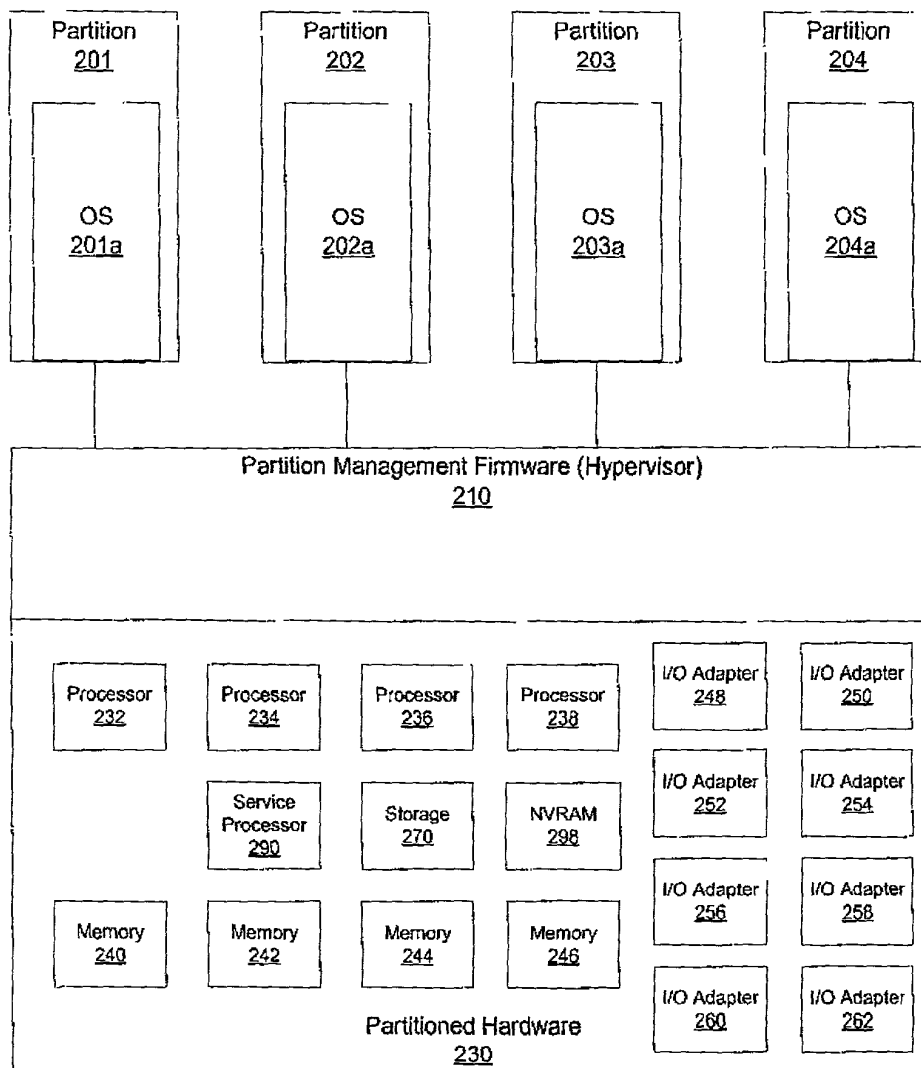 Partition
201
Partition
202
Partition
203
Partition
204
OS
201a
OS
202a
OS
203a
OS
204a
Partition Management Firmware (Hypervisor)
210
Processor
232
Processor
234
Processor
236
Processor
238
I/O Adapter
248
I/O Adapter
250
Service
Processor
290
Storage
270
NVRAM
298
I/O Adapter
252
I/O Adapter
254
Memory
240
Memory
242
Memory
244
Memory
246
I/O Adapter
256
I/O Adapter
258
I/O Adapter
260
I/O Adapter
262
Partitioned Hardware
230